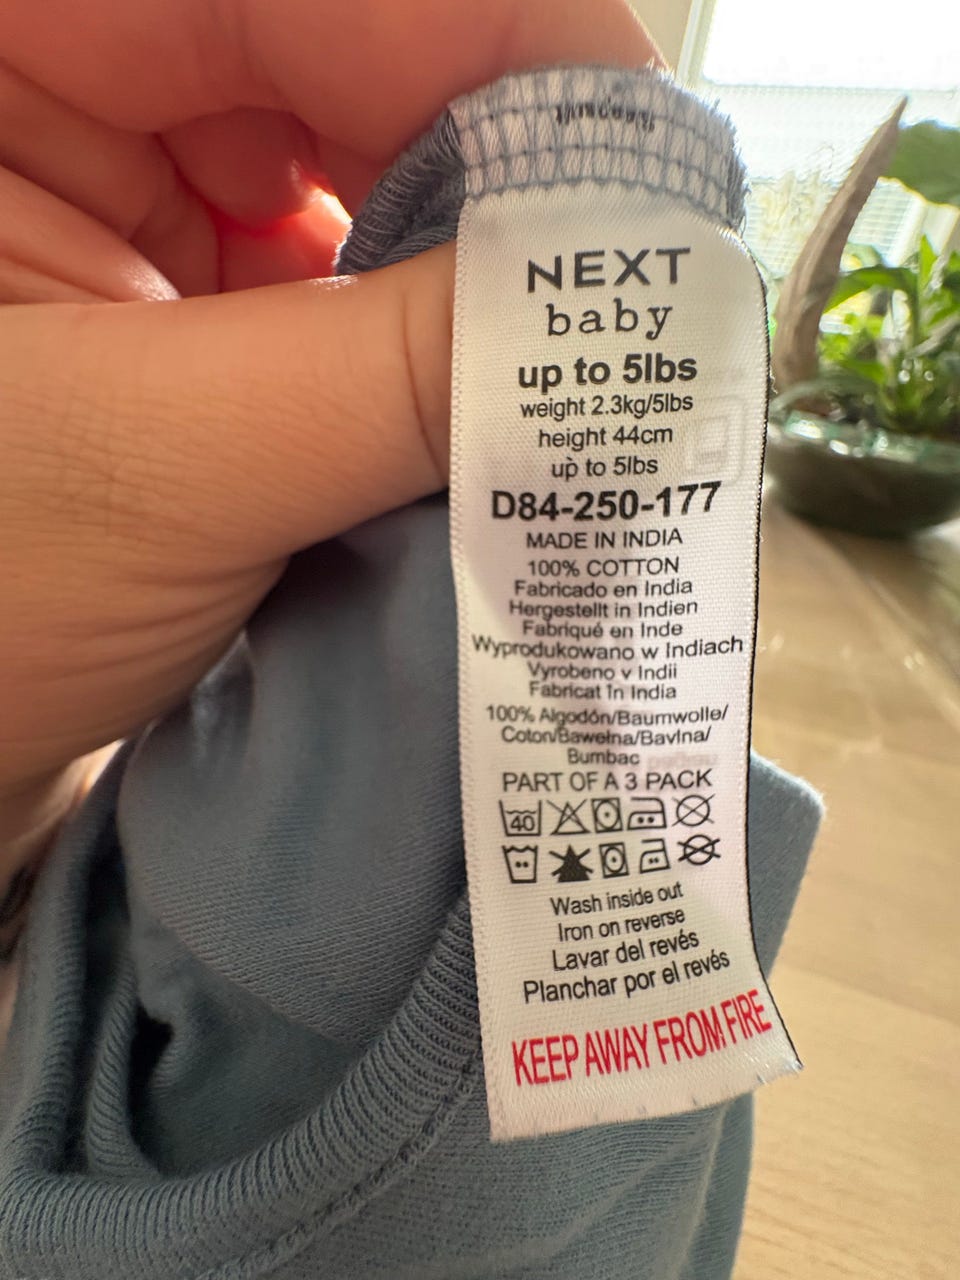 NEXT
baby
up to 5lbs
weight 2.3kg/5lbs
height 44cm
up to 5lbs
D84-250-177
MADE IN INDIA
100% COTTON
Fabricado en India
Hergestellt in Indien
Fabriqué en Inde
Wyprodukowano w Indiach
Vyrobeno v Indii
Fabricat în India
100% Algodón/Baumwolle/
Coton/Bawełna/Bavlna/
Bumbac
PART OF A 3 PACK
40
Wash inside out
Iron on reverse
Lavar del revés
Planchar por el revés
KEEP AWAY FROM FIRE